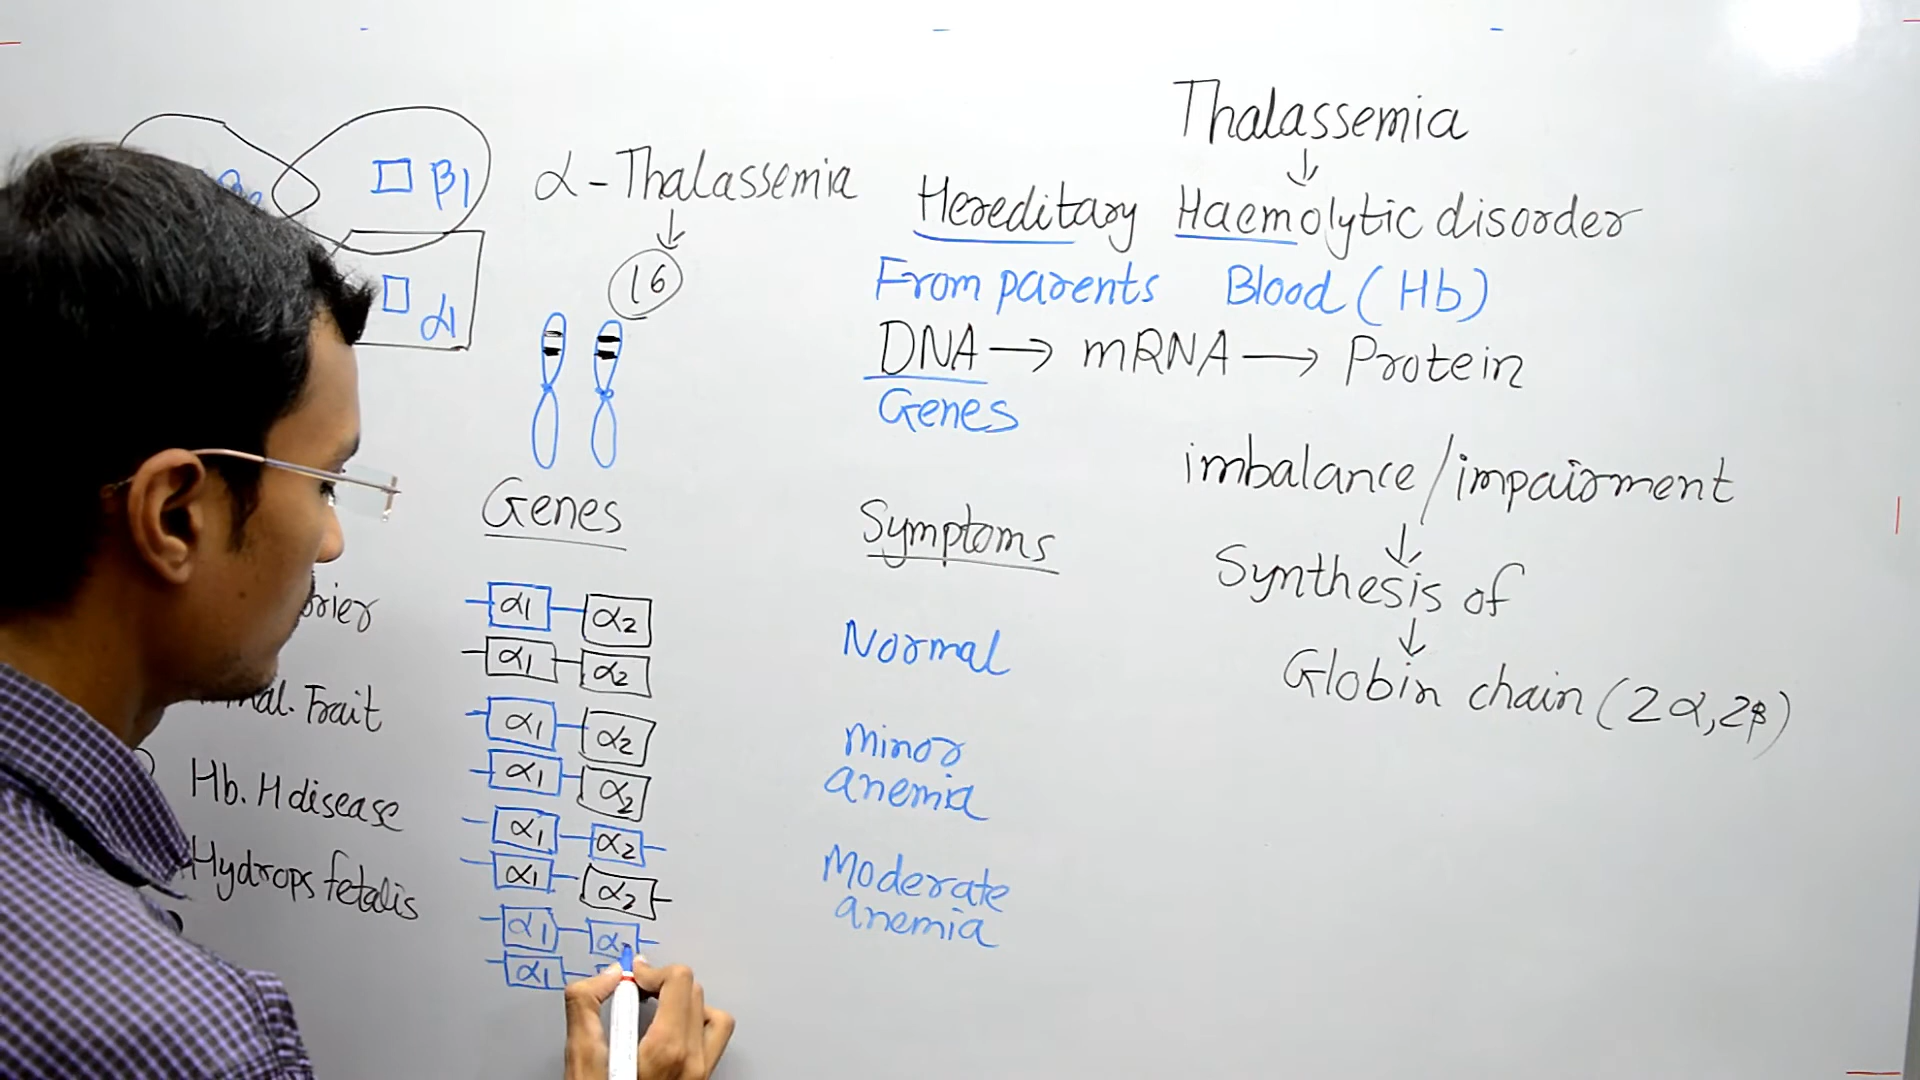 Thalassemia
Hereditary Haemolytic disorder
From parents Blood (Hb)
DNA → mRNA → Protein
Genes
imbalance/impairment
Synthesis of
Globin chain (2α,2β)
β1
α1
α-Thalassemia
16
Genes
Symptoms
α1 α2
α1 α2
Normal
Trait
α1 α2
α1 α2
Minor
anemia
Hb. H disease
α1 α2
α1 α2
Moderate
anemia
Hydrops fetalis
α1 α
α1